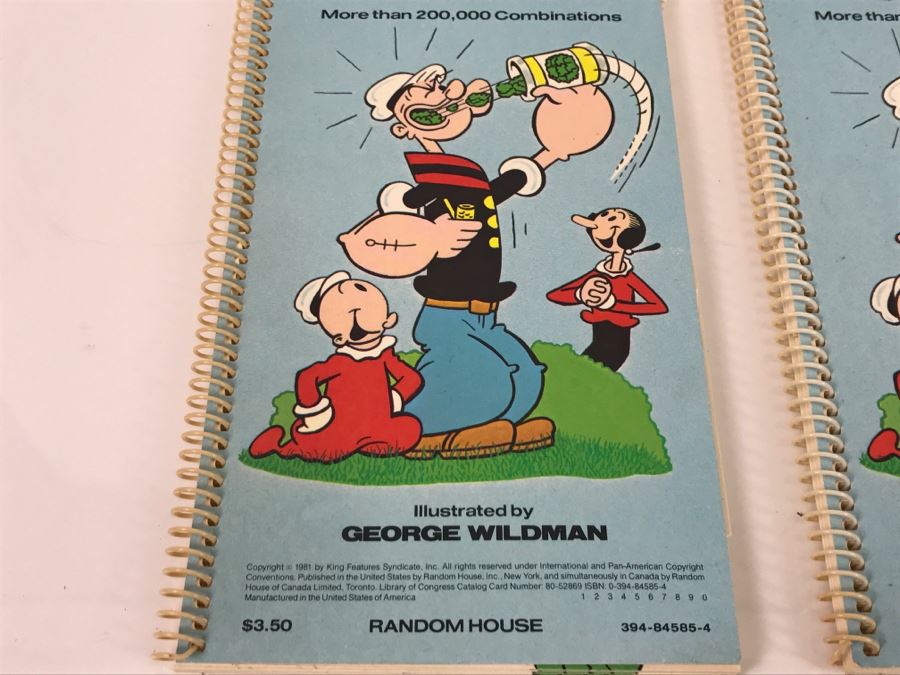 More than 200,000 Combinations
Illustrated by
GEORGE WILDMAN
Copyright © 1981 by King Features Syndicate, Inc. All rights reserved under International and Pan-American Copyright
Conventions. Published in the United States by Random House, Inc., New York, and simultaneously in Canada by Random
House of Canada Limited, Toronto. Library of Congress Catalog Card Number: 80-52869 ISBN: 0-394-84585-4
Manufactured in the United States of America 1 2 3 4 5 6 7 8 9 0
$3.50 RANDOM HOUSE 394-84585-4
More than